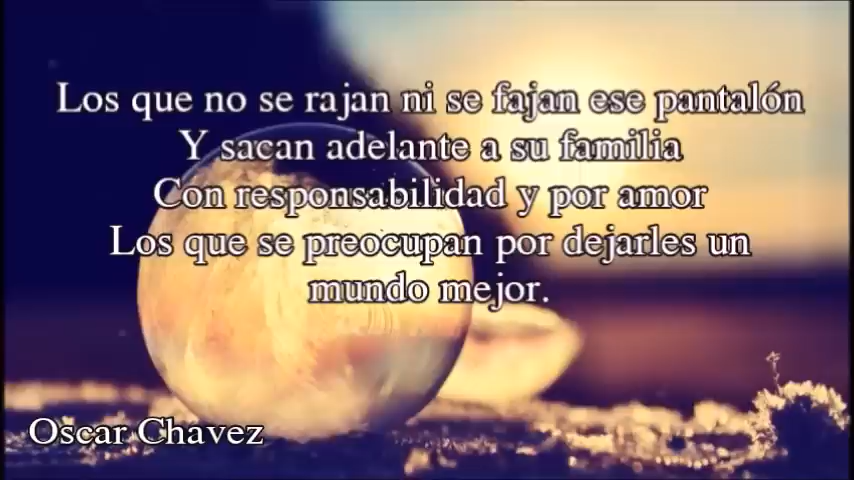 Los que no se rajan ni se fajan ese pantalón
Y sacan adelante a su familia
Con responsabilidad y por amor
Los que se preocupan por dejarles un
mundo mejor.
Oscar Chavez